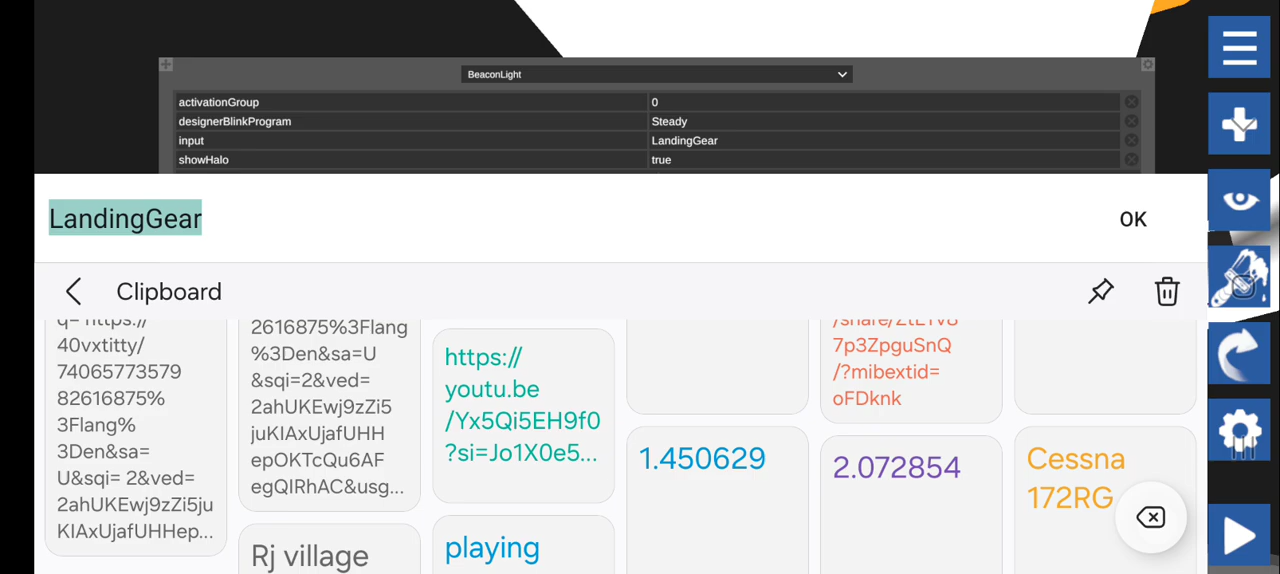 BeaconLight
activationGroup 0
designerBlinkProgram Steady
input LandingGear
showHalo true
LandingGear
OK
Clipboard
40vxtitty/
74065773579
82616875%
3Flang%
3Den&sa=
U&sqi= 2&ved=
2ahUKEwj9zZi5ju
KIAxUjafUHHep...
2616875%3Flang
%3Den&sa=U
&sqi=2&ved=
2ahUKEwj9zZi5
juKIAxUjafUHH
epOKTcQu6AF
egQIRhAC&usg...
Rj village
https://
youtu.be
/Yx5Qi5EH9f0
?si=Jo1X0e5...
playing
1.450629
7p3ZpguSnQ
/?mibextid=
oFDknk
2.072854
Cessna
172RG